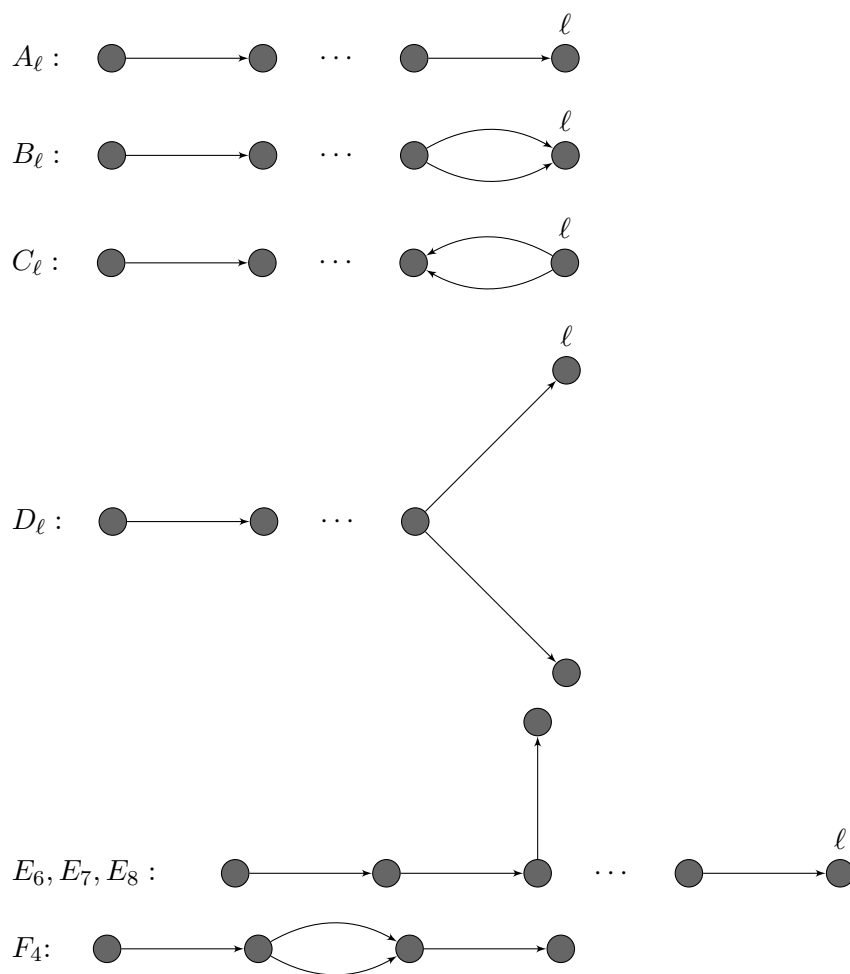 ℓ
A_ℓ : ⋯
ℓ
B_ℓ : ⋯
ℓ
C_ℓ : ⋯
ℓ
D_ℓ : ⋯
ℓ
E_6, E_7, E_8 : ⋯
F_4: